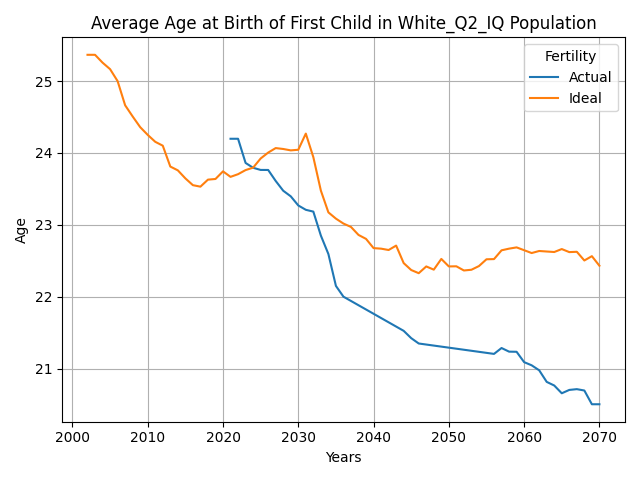 Average Age at Birth of First Child in White_Q2_IQ Population
Fertility
Actual
Ideal
Age
25
24
23
22
21
2000 2010 2020 2030 2040 2050 2060 2070
Years